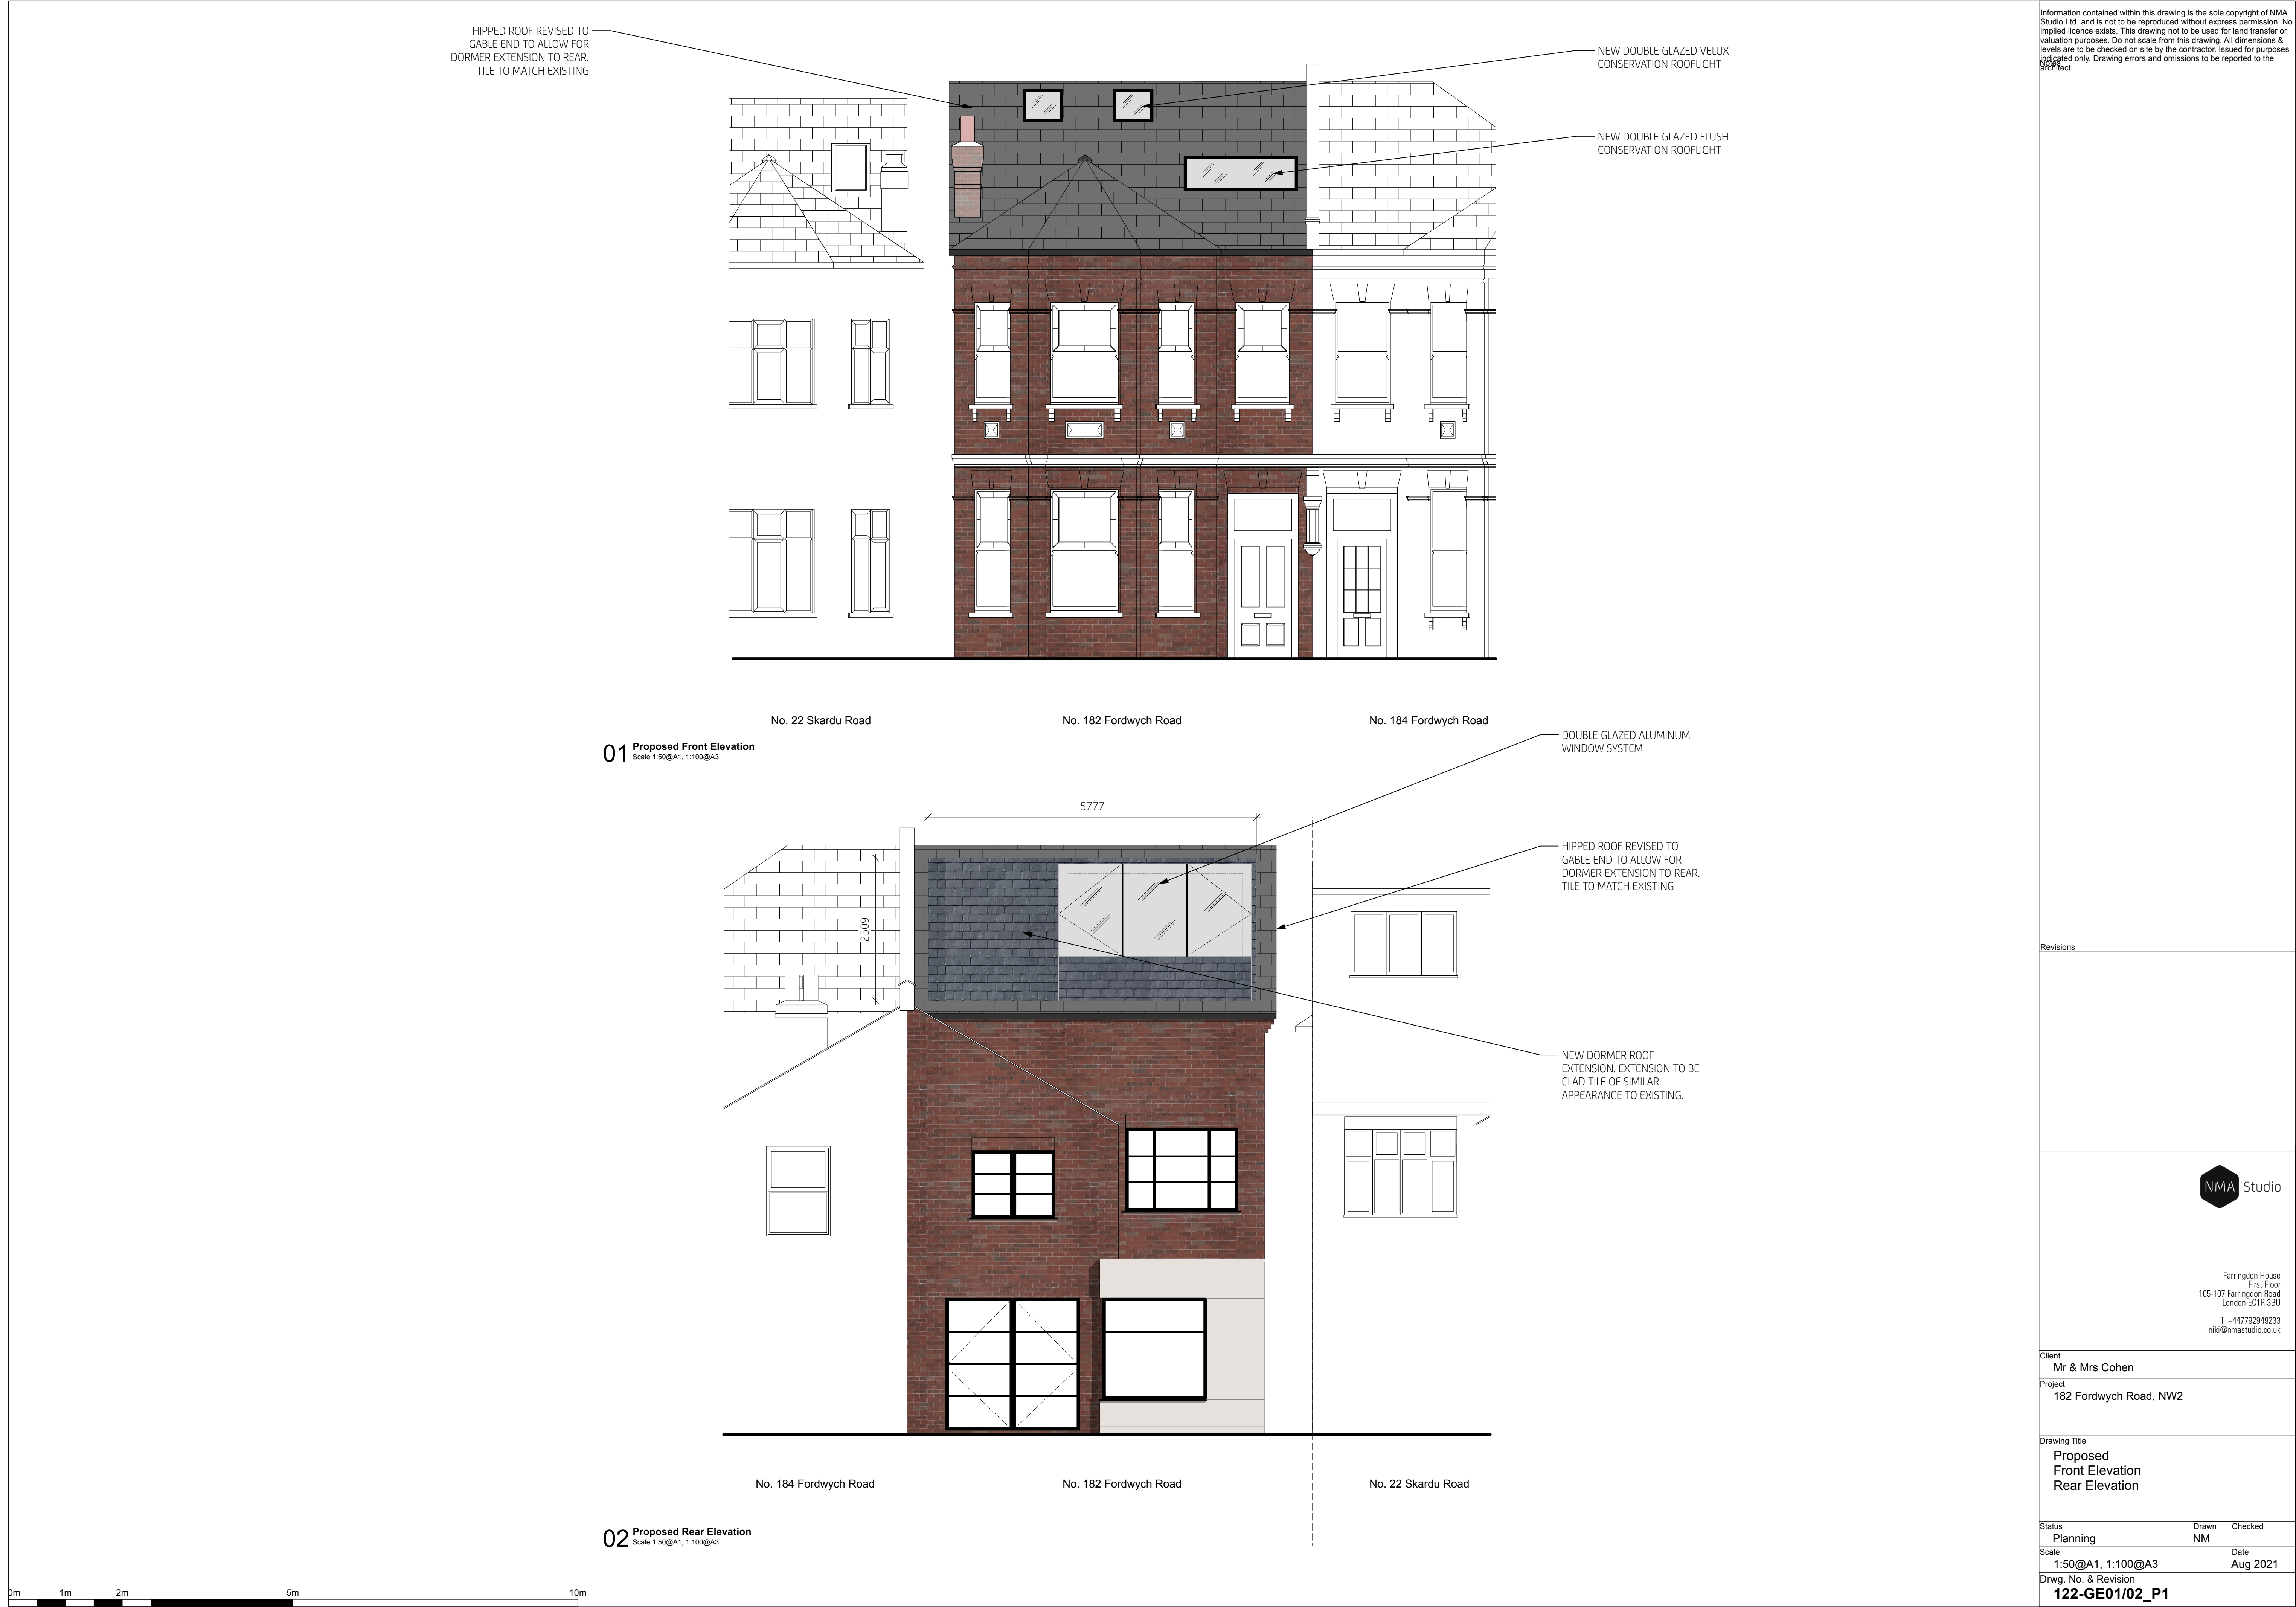 HIPPED ROOF REVISED TO
GABLE END TO ALLOW FOR
DORMER EXTENSION TO REAR.
TILE TO MATCH EXISTING
NEW DOUBLE GLAZED VELUX
CONSERVATION ROOFLIGHT
NEW DOUBLE GLAZED FLUSH
CONSERVATION ROOFLIGHT
No. 22 Skardu Road
No. 182 Fordwych Road
No. 184 Fordwych Road
01 Proposed Front Elevation
Scale 1:50@A1, 1:100@A3
DOUBLE GLAZED ALUMINUM
WINDOW SYSTEM
5777
HIPPED ROOF REVISED TO
GABLE END TO ALLOW FOR
DORMER EXTENSION TO REAR.
TILE TO MATCH EXISTING
2509
NEW DORMER ROOF
EXTENSION. EXTENSION TO BE
CLAD TILE OF SIMILAR
APPEARANCE TO EXISTING.
No. 184 Fordwych Road
No. 182 Fordwych Road
No. 22 Skardu Road
02 Proposed Rear Elevation
Scale 1:50@A1, 1:100@A3
0m 1m 2m 5m 10m
Information contained within this drawing is the sole copyright of NMA
Studio Ltd. and is not to be reproduced without express permission. No
implied licence exists. This drawing not to be used for land transfer or
valuation purposes. Do not scale from this drawing. All dimensions &
levels are to be checked on site by the contractor. Issued for purposes
indicated only. Drawing errors and omissions to be reported to the
architect.
Notes
Revisions
NMA Studio
Farringdon House
First Floor
105-107 Farringdon Road
London EC1R 3BU
T +447792949233
niki@nmastudio.co.uk
Client
Mr & Mrs Cohen
Project
182 Fordwych Road, NW2
Drawing Title
Proposed
Front Elevation
Rear Elevation
Status Drawn Checked
Planning NM
Scale Date
1:50@A1, 1:100@A3 Aug 2021
Drwg. No. & Revision
122-GE01/02_P1